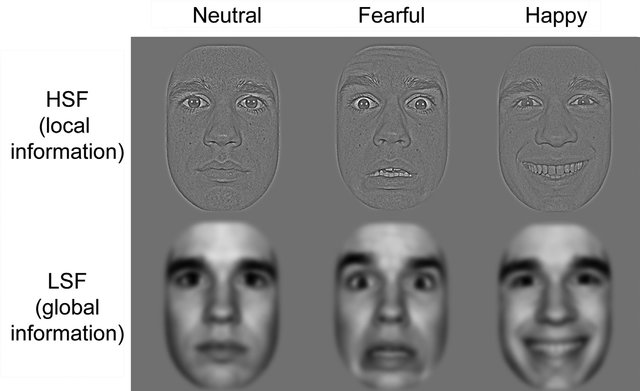 Neutral
Fearful
Happy
HSF
(local
information)
LSF
(global
information)